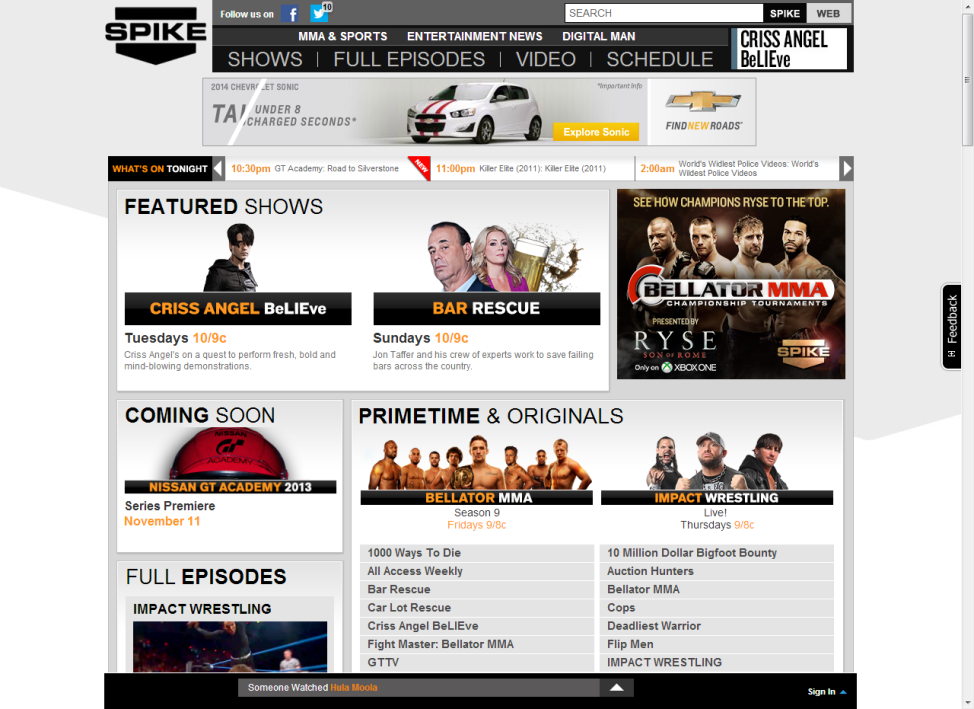 SPIKE
Follow us on
10
SEARCH
SPIKE
WEB
MMA & SPORTS
ENTERTAINMENT NEWS
DIGITAL MAN
SHOWS
FULL EPISODES
VIDEO
SCHEDULE
CRISS ANGEL
BeLIEve
2014 CHEVROLET SONIC
*Important Info
UNDER 8
CHARGED SECONDS*
Explore Sonic
FIND NEW ROADS
WHAT'S ON TONIGHT
10:30pm GT Academy: Road to Silverstone
NEW
11:00pm Killer Elite (2011): Killer Elite (2011)
2:00am World's Wildest Police Videos: World's
Wildest Police Videos
FEATURED SHOWS
CRISS ANGEL BeLIEve
Tuesdays 10/9c
Criss Angel's on a quest to perform fresh, bold and
mind-blowing demonstrations.
BAR RESCUE
Sundays 10/9c
Jon Taffer and his crew of experts work to save failing
bars across the country.
SEE HOW CHAMPIONS RYSE TO THE TOP.
BELLATOR MMA
CHAMPIONSHIP TOURNAMENTS
PRESENTED BY
RYSE
SON OF ROME
Only on XBOX ONE
SPIKE
Feedback
COMING SOON
NISSAN
GT
ACADEMY
NISSAN GT ACADEMY 2013
Series Premiere
November 11
PRIMETIME & ORIGINALS
BELLATOR MMA
Season 9
Fridays 9/8c
IMPACT WRESTLING
Live!
Thursdays 9/8c
1000 Ways To Die
All Access Weekly
Bar Rescue
Car Lot Rescue
Criss Angel BeLIEve
Fight Master: Bellator MMA
GTTV
10 Million Dollar Bigfoot Bounty
Auction Hunters
Bellator MMA
Cops
Deadliest Warrior
Flip Men
IMPACT WRESTLING
FULL EPISODES
IMPACT WRESTLING
Someone Watched Hula Moola
Sign In